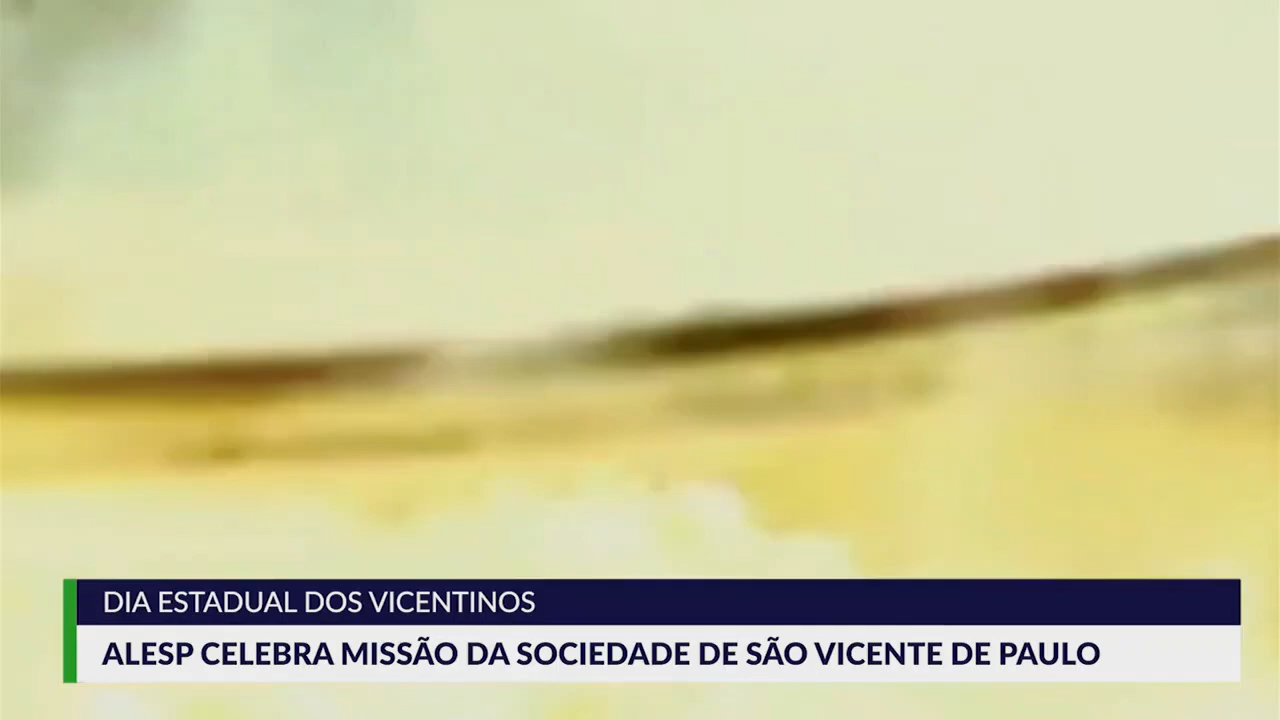 DIA ESTADUAL DOS VICENTINOS
ALESP CELEBRA MISSÃO DA SOCIEDADE DE SÃO VICENTE DE PAULO